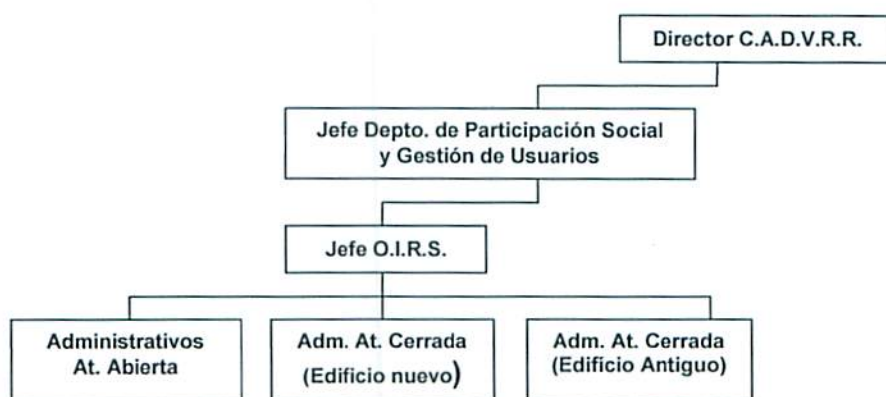 Director C.A.D.V.R.R.
Jefe Depto. de Participación Social
y Gestión de Usuarios
Jefe O.I.R.S.
Administrativos
At. Abierta
Adm. At. Cerrada
(Edificio nuevo)
Adm. At. Cerrada
(Edificio Antiguo)